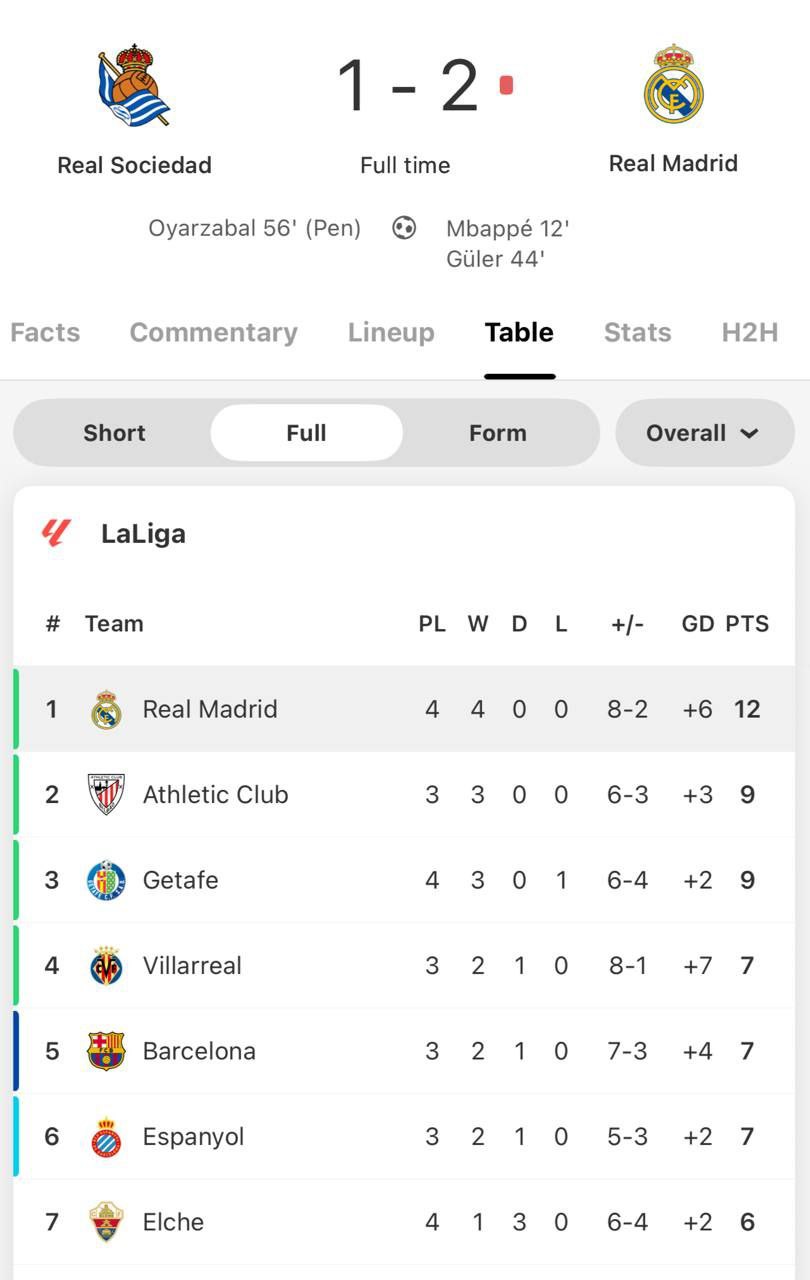 1 - 2
Real Sociedad
Full time
Real Madrid
Oyarzabal 56' (Pen)
Mbappé 12'
Güler 44'
Facts Commentary Lineup Table Stats H2H
Short Full Form Overall
LaLiga
# Team PL W D L +/- GD PTS
1 Real Madrid 4 4 0 0 8-2 +6 12
2 Athletic Club 3 3 0 0 6-3 +3 9
3 Getafe 4 3 0 1 6-4 +2 9
4 Villarreal 3 2 1 0 8-1 +7 7
5 Barcelona 3 2 1 0 7-3 +4 7
6 Espanyol 3 2 1 0 5-3 +2 7
7 Elche 4 1 3 0 6-4 +2 6